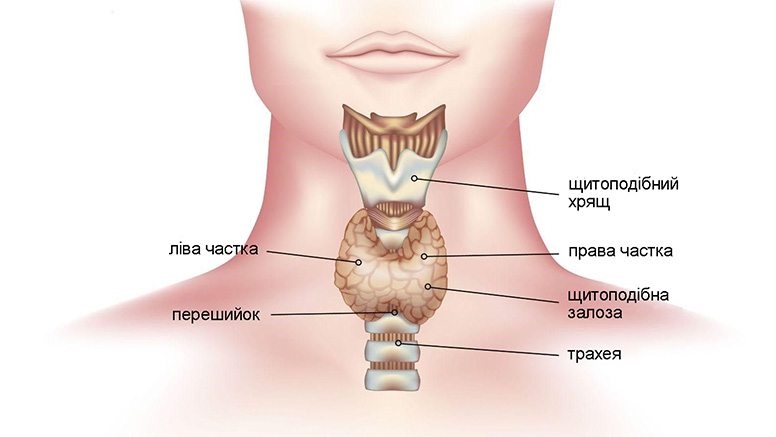 щитоподібний
хрящ
ліва частка
права частка
щитоподібна
залоза
перешийок
трахея